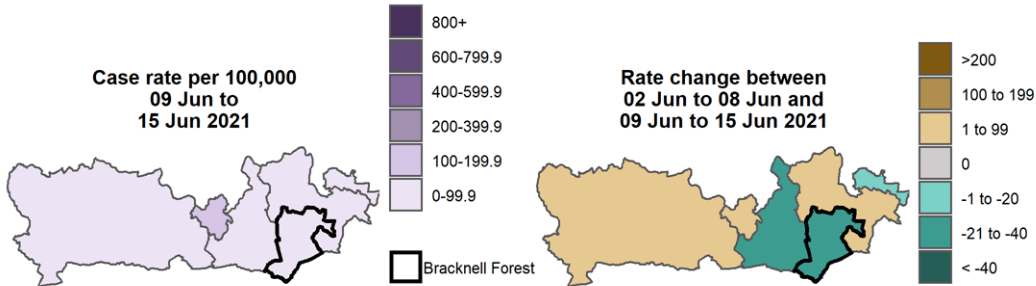 Case rate per 100,000
09 Jun to
15 Jun 2021
800+
600-799.9
400-599.9
200-399.9
100-199.9
0-99.9
Bracknell Forest
Rate change between
02 Jun to 08 Jun and
09 Jun to 15 Jun 2021
>200
100 to 199
1 to 99
0
-1 to -20
-21 to -40
< -40